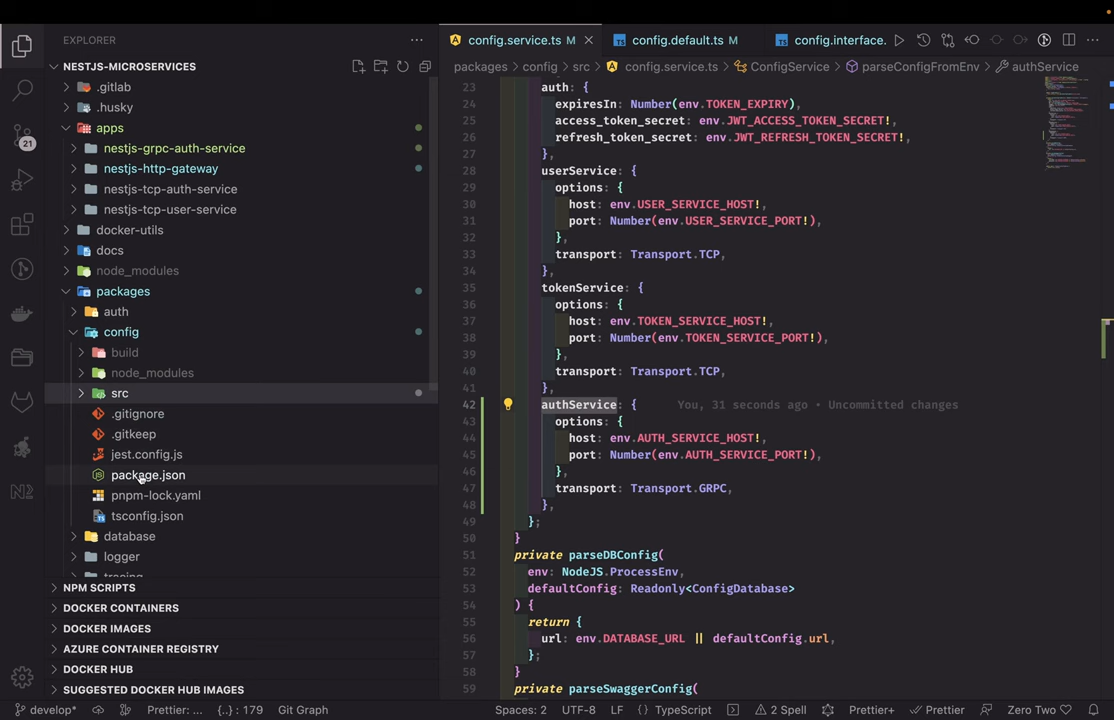 EXPLORER
NESTJS-MICROSERVICES
.gitlab
.husky
apps
nestjs-grpc-auth-service
nestjs-http-gateway
nestjs-tcp-auth-service
nestjs-tcp-user-service
docker-utils
docs
node_modules
packages
auth
config
build
node_modules
src
.gitignore
.gitkeep
jest.config.js
package.json
pnpm-lock.yaml
tsconfig.json
database
logger
tracing
NPM SCRIPTS
DOCKER CONTAINERS
DOCKER IMAGES
AZURE CONTAINER REGISTRY
DOCKER HUB
SUGGESTED DOCKER HUB IMAGES
21
config.service.ts M
config.default.ts M
config.interface.
packages > config > src > config.service.ts > ConfigService > parseConfigFromEnv > authService
23 auth: {
24 expiresIn: Number(env.TOKEN_EXPIRY),
25 access_token_secret: env.JWT_ACCESS_TOKEN_SECRET!,
26 refresh_token_secret: env.JWT_REFRESH_TOKEN_SECRET!,
27 },
28 userService: {
29 options: {
30 host: env.USER_SERVICE_HOST!,
31 port: Number(env.USER_SERVICE_PORT!),
32 },
33 transport: Transport.TCP,
34 },
35 tokenService: {
36 options: {
37 host: env.TOKEN_SERVICE_HOST!,
38 port: Number(env.TOKEN_SERVICE_PORT!),
39 },
40 transport: Transport.TCP,
41 },
42 authService: { You, 31 seconds ago • Uncommitted changes
43 options: {
44 host: env.AUTH_SERVICE_HOST!,
45 port: Number(env.AUTH_SERVICE_PORT!),
46 },
47 transport: Transport.GRPC,
48 },
49 };
50 }
51 private parseDBConfig(
52 env: NodeJS.ProcessEnv,
53 defaultConfig: Readonly<ConfigDatabase>
54 ) {
55 return {
56 url: env.DATABASE_URL || defaultConfig.url,
57 };
58 }
59 private parseSwaggerConfig(
develop* Prettier: ... {..} : 179 Git Graph Spaces: 2 UTF-8 LF {} TypeScript 2 Spell Prettier+ Prettier Zero Two